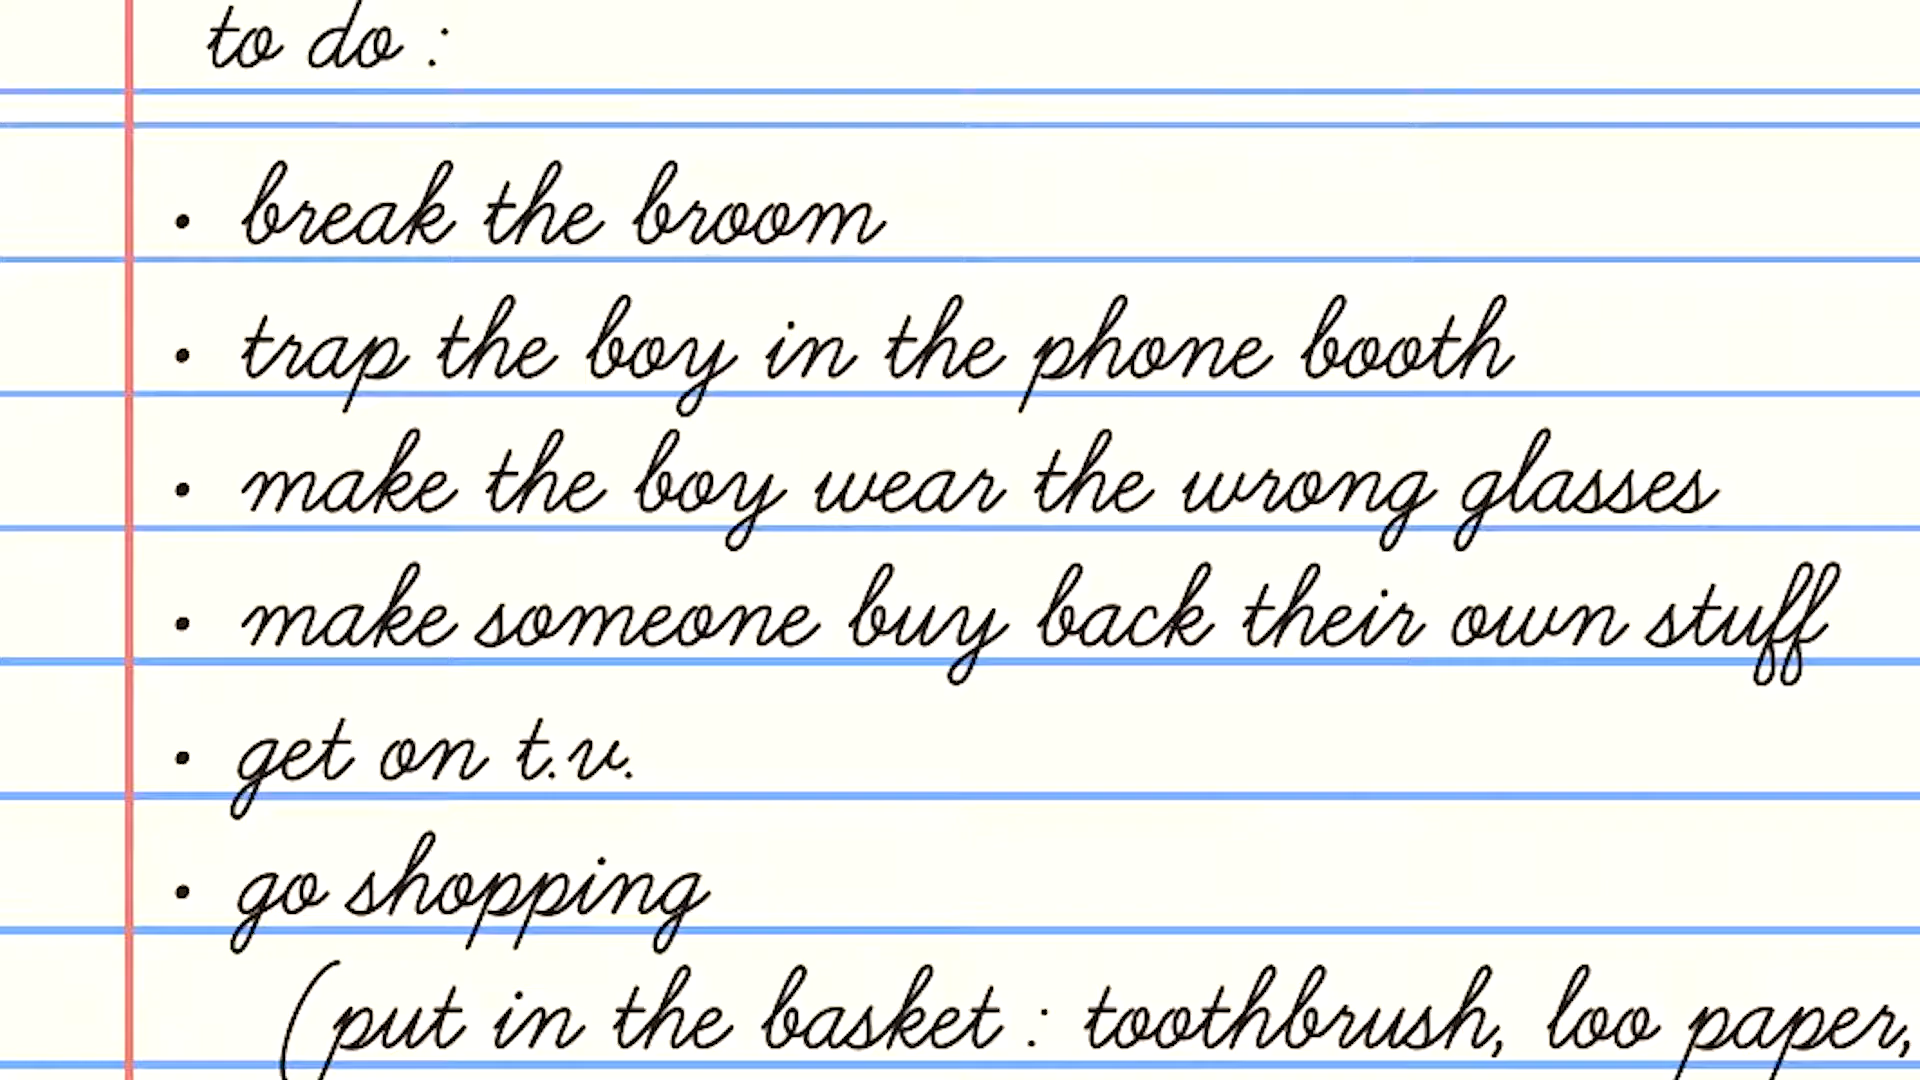 to do :
• break the broom
• trap the boy in the phone booth
• make the boy wear the wrong glasses
• make someone buy back their own stuff
• get on t.v.
• go shopping
(put in the basket : toothbrush, loo paper,